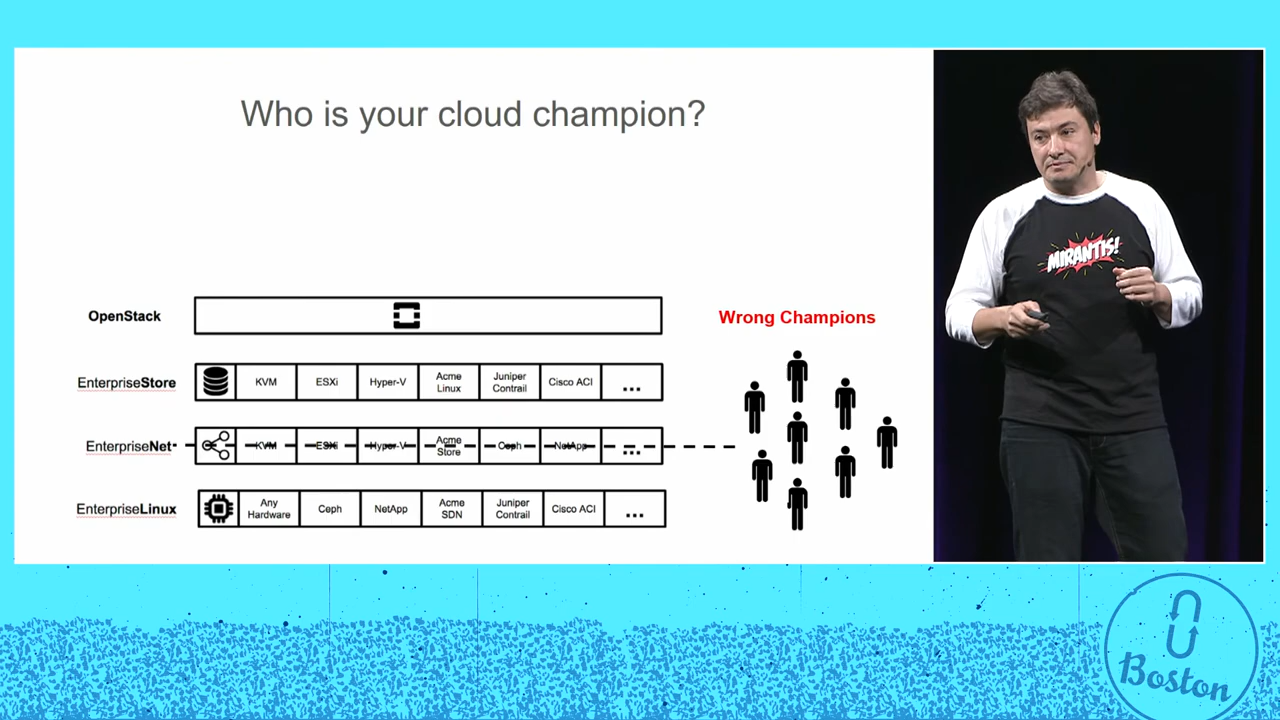 Who is your cloud champion?
OpenStack
Wrong Champions
EnterpriseStore
KVM
ESXi
Hyper-V
Acme
Linux
Juniper
Contrail
Cisco ACI
...
EnterpriseNet
KVM
ESXi
Hyper-V
Acme
Store
Ceph
NetApp
...
EnterpriseLinux
Any
Hardware
Ceph
NetApp
Acme
SDN
Juniper
Contrail
Cisco ACI
...
MIRANTIS!
Boston